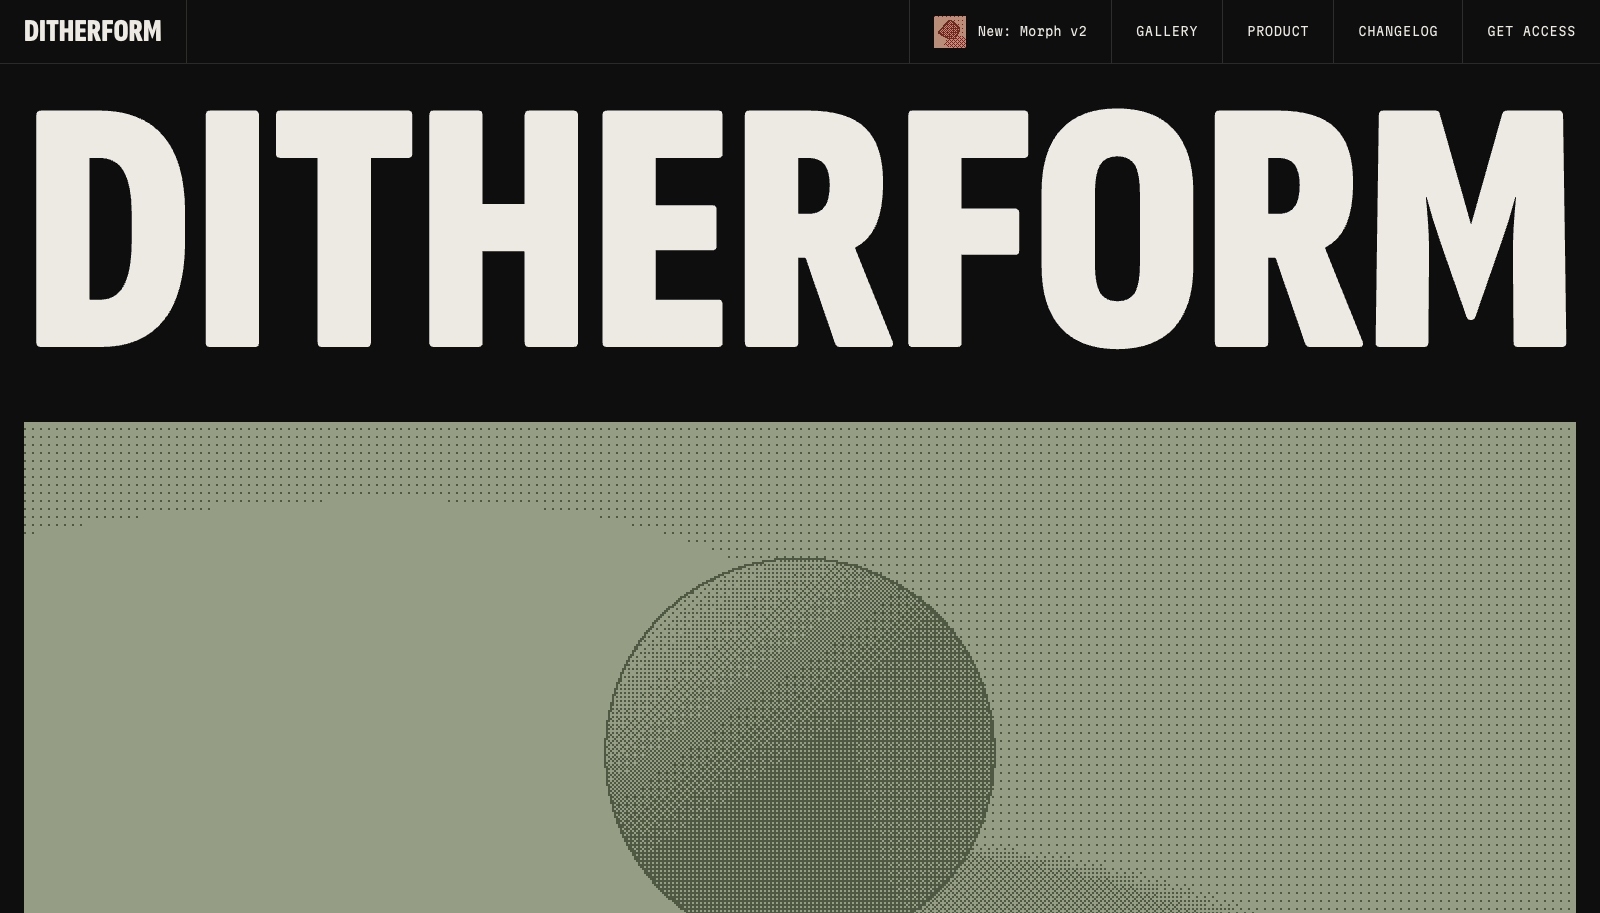 DITHERFORM
New: Morph v2
GALLERY
PRODUCT
CHANGELOG
GET ACCESS
DITHERFORM